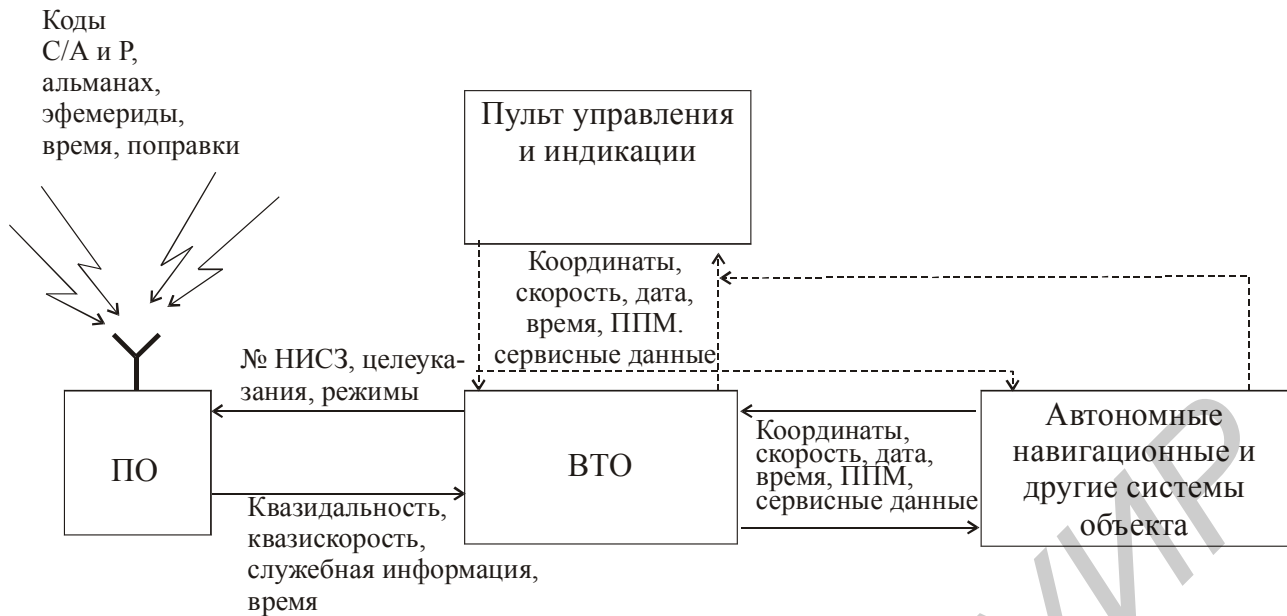 Коды
С/А и Р,
альманах,
эфемериды,
время, поправки
Пульт управления
и индикации
Координаты,
скорость, дата,
время, ППМ.
сервисные данные
№ НИСЗ, целеука-
зания, режимы
ПО
ВТО
Координаты,
скорость, дата,
время, ППМ,
сервисные данные
Автономные
навигационные и
другие системы
объекта
Квазидальность,
квазискорость,
служебная информация,
время
УИР